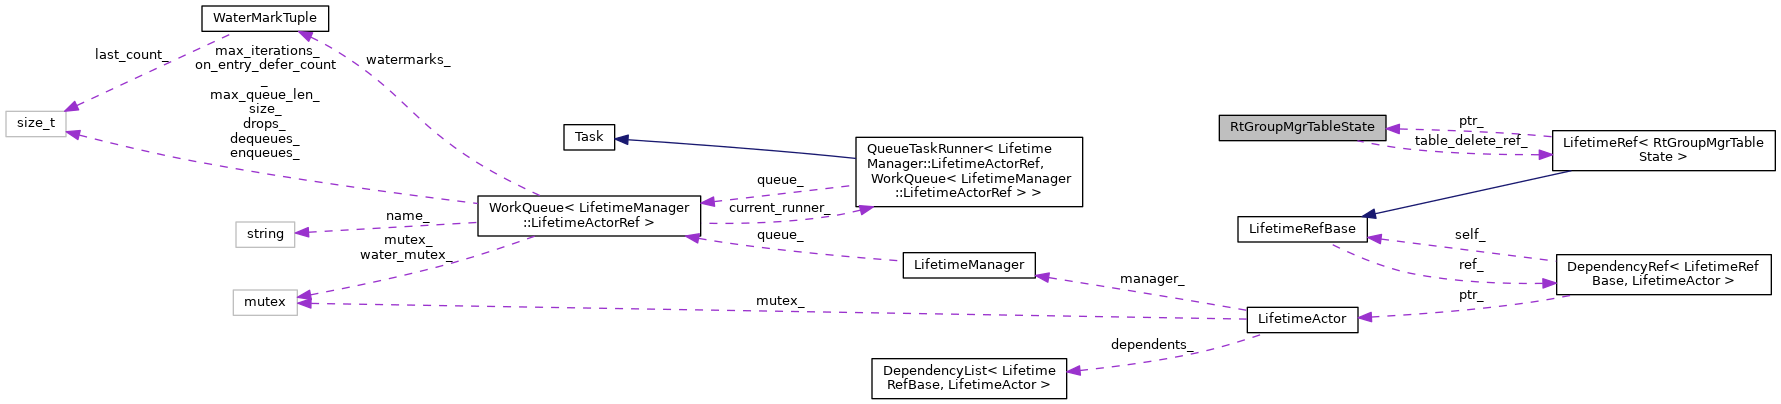 WaterMarkTuple
last_count_
max_iterations_
on_entry_defer_count
_
max_queue_len_
size_
drops_
dequeues_
enqueues_
watermarks_
size_t
Task
QueueTaskRunner< Lifetime
Manager::LifetimeActorRef,
WorkQueue< LifetimeManager
::LifetimeActorRef > >
queue_
current_runner_
WorkQueue< LifetimeManager
::LifetimeActorRef >
name_
string
mutex_
water_mutex_
queue_
mutex
LifetimeManager
manager_
mutex_
LifetimeActor
dependents_
DependencyList< Lifetime
RefBase, LifetimeActor >
RtGroupMgrTableState
ptr_
table_delete_ref_
LifetimeRef< RtGroupMgrTable
State >
LifetimeRefBase
self_
ref_
DependencyRef< LifetimeRef
Base, LifetimeActor >
ptr_